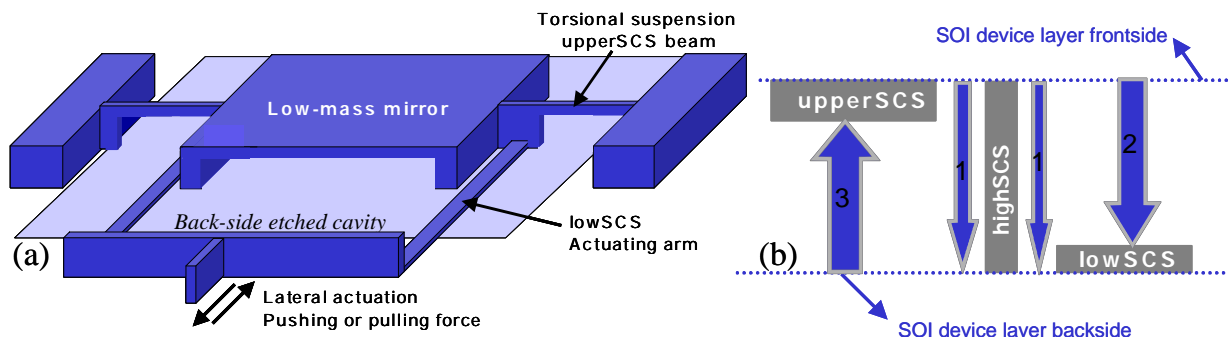 Torsional suspension
upperSCS beam
Low-mass mirror
Back-side etched cavity
lowSCS
Actuating arm
(a)
Lateral actuation
Pushing or pulling force
SOI device layer frontside
upperSCS
3
1
highSCS
1
2
lowSCS
(b)
SOI device layer backside